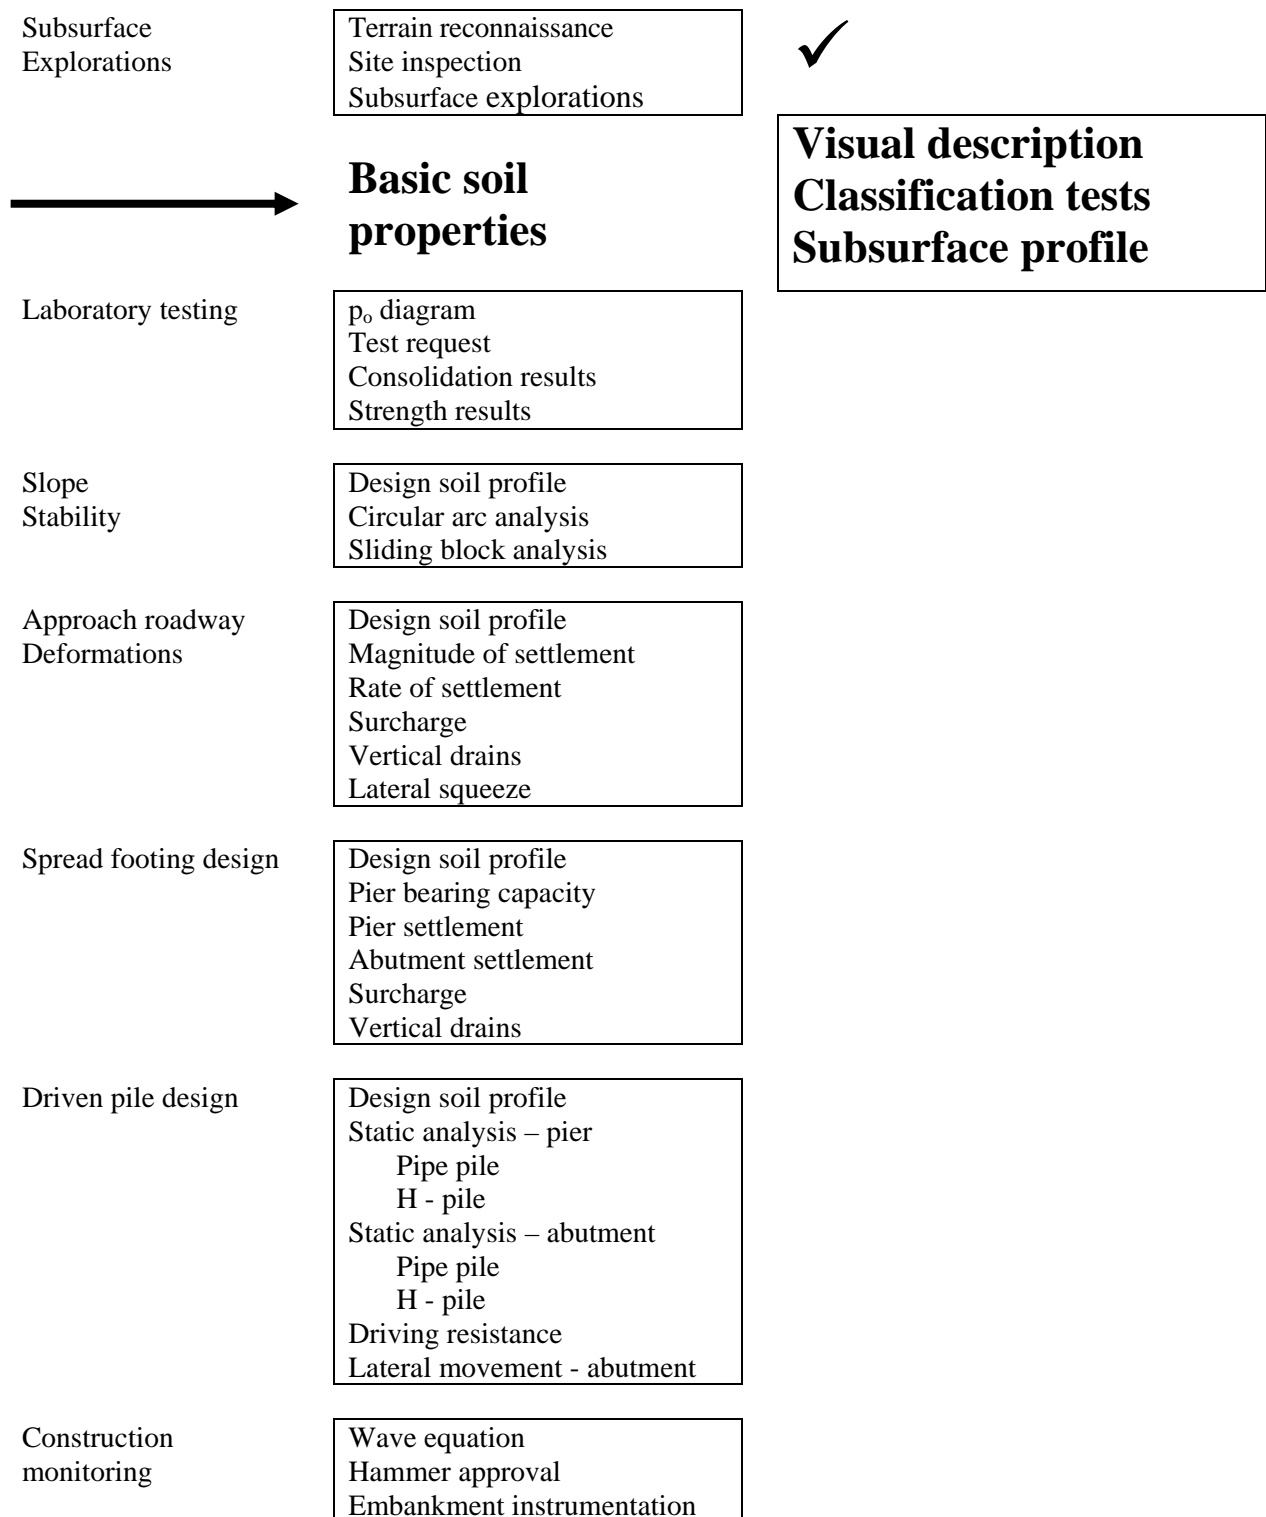 Subsurface
Explorations
Terrain reconnaissance
Site inspection
Subsurface explorations
✓
Basic soil
properties
Visual description
Classification tests
Subsurface profile
Laboratory testing
pₒ diagram
Test request
Consolidation results
Strength results
Slope
Stability
Design soil profile
Circular arc analysis
Sliding block analysis
Approach roadway
Deformations
Design soil profile
Magnitude of settlement
Rate of settlement
Surcharge
Vertical drains
Lateral squeeze
Spread footing design
Design soil profile
Pier bearing capacity
Pier settlement
Abutment settlement
Surcharge
Vertical drains
Driven pile design
Design soil profile
Static analysis – pier
Pipe pile
H - pile
Static analysis – abutment
Pipe pile
H - pile
Driving resistance
Lateral movement - abutment
Construction
monitoring
Wave equation
Hammer approval
Embankment instrumentation